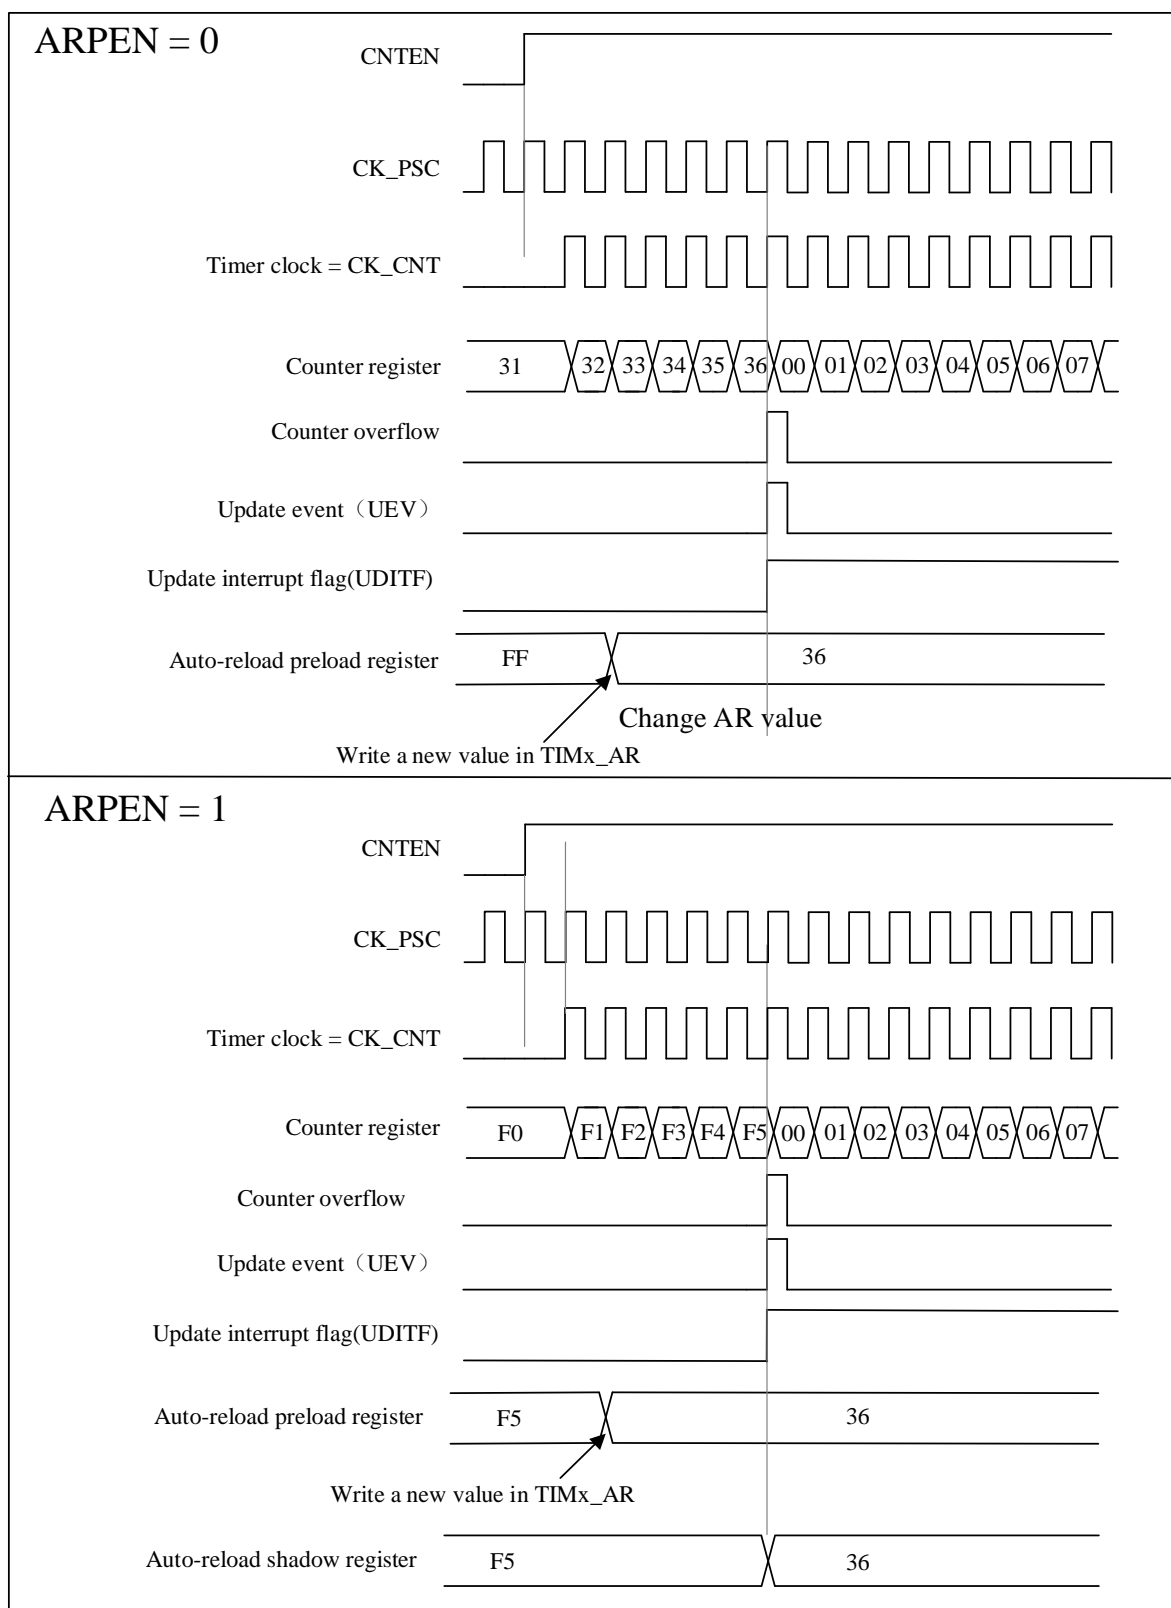 ARPEN = 0
CNTEN
CK_PSC
Timer clock = CK_CNT
Counter register 31 32 33 34 35 36 00 01 02 03 04 05 06 07
Counter overflow
Update event（UEV）
Update interrupt flag(UDITF)
Auto-reload preload register FF 36
Change AR value
Write a new value in TIMx_AR
ARPEN = 1
CNTEN
CK_PSC
Timer clock = CK_CNT
Counter register F0 F1 F2 F3 F4 F5 00 01 02 03 04 05 06 07
Counter overflow
Update event（UEV）
Update interrupt flag(UDITF)
Auto-reload preload register F5 36
Write a new value in TIMx_AR
Auto-reload shadow register F5 36